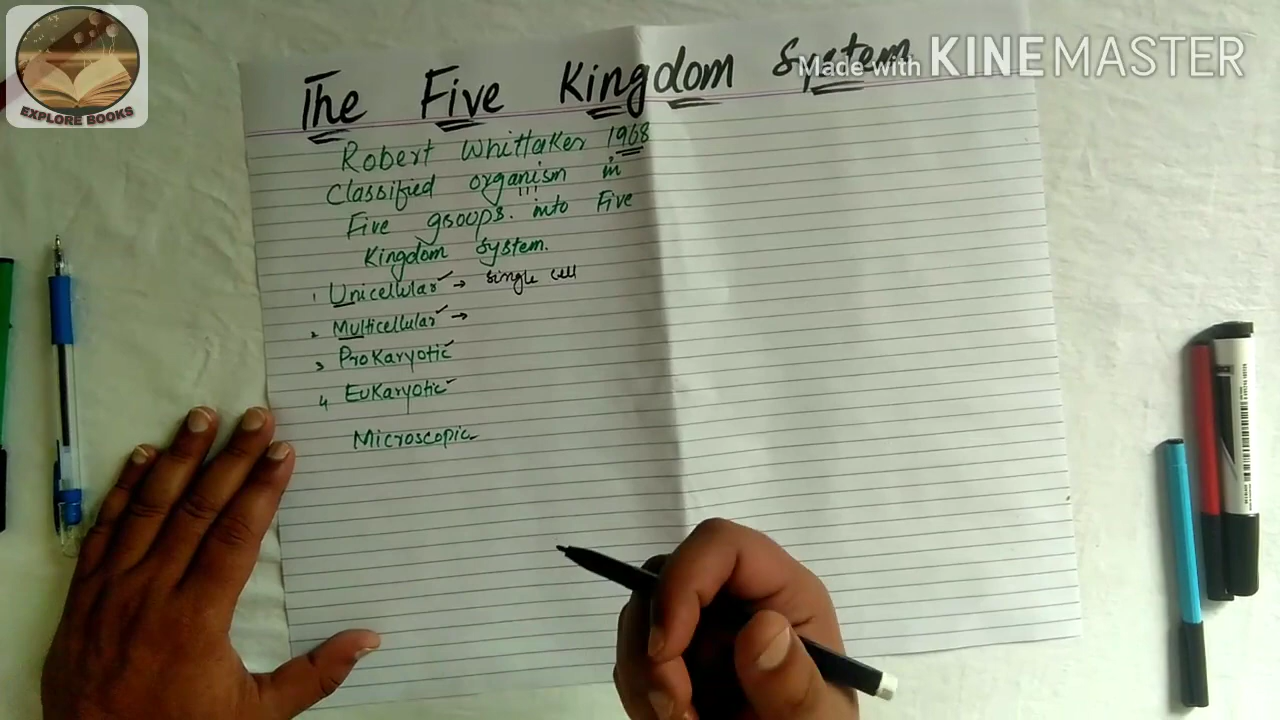 EXPLORE BOOKS
Made with KINEMASTER
The Five Kingdom System
Robert Whittaker 1968
Classified organism in
Five groups. into Five
Kingdom system.
1 Unicellular ✓ → Single cell
2 Multicellular ✓ →
3 Prokaryotic ✓
4 Eukaryotic ✓
Microscopic